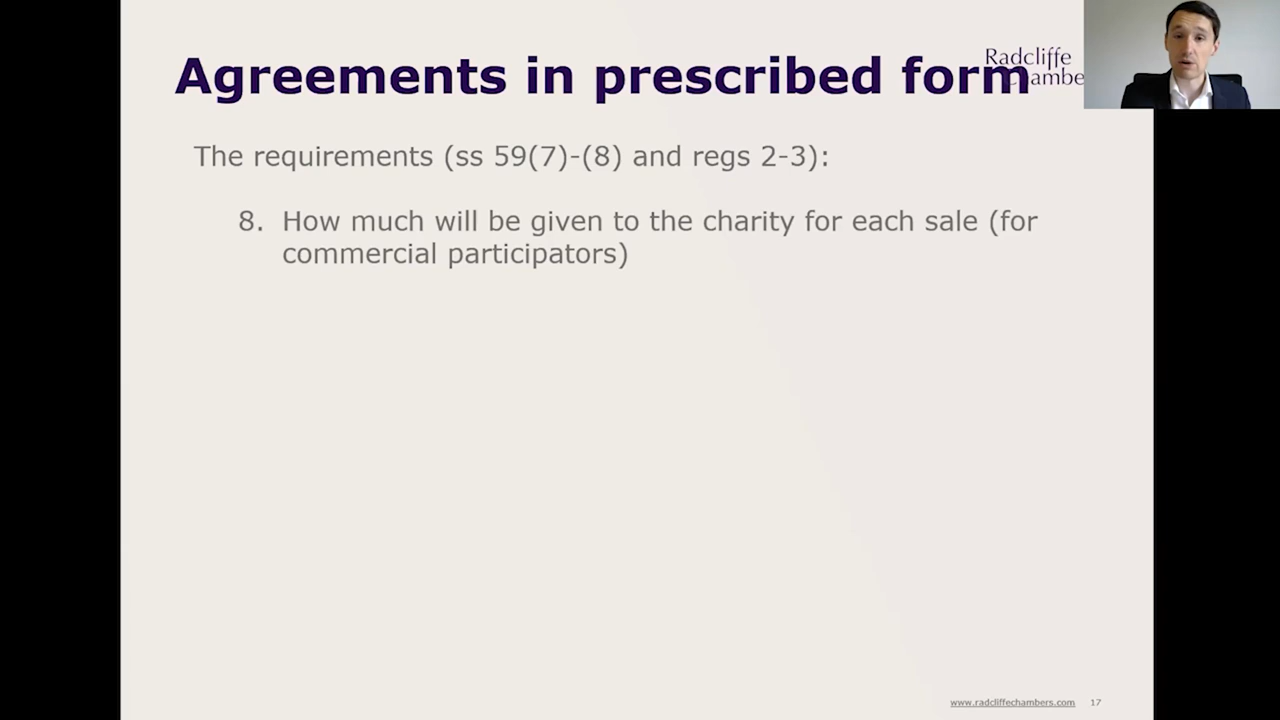 Agreements in prescribed form
Radcliffe
The requirements (ss 59(7)-(8) and regs 2-3):
8. How much will be given to the charity for each sale (for
commercial participators)
www.radcliffechambers.com 17